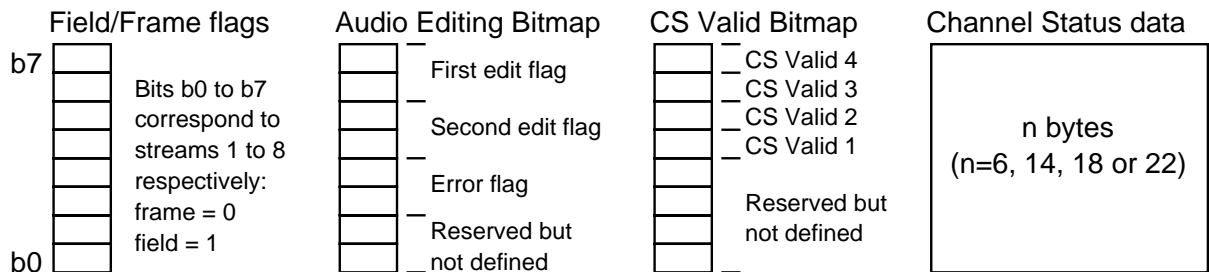 Field/Frame flags
b7
b0
Bits b0 to b7
correspond to
streams 1 to 8
respectively:
frame = 0
field = 1
Audio Editing Bitmap
First edit flag
Second edit flag
Error flag
Reserved but
not defined
CS Valid Bitmap
CS Valid 4
CS Valid 3
CS Valid 2
CS Valid 1
Reserved but
not defined
Channel Status data
n bytes
(n=6, 14, 18 or 22)